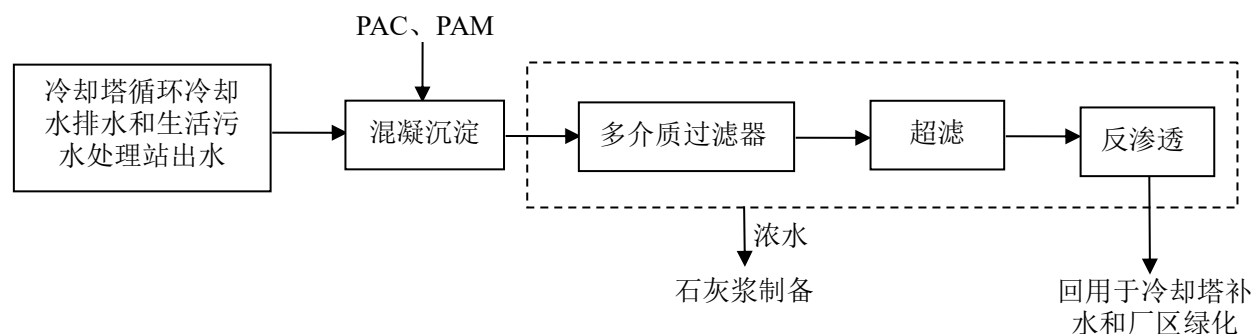 PAC、PAM
冷却塔循环冷却
水排水和生活污
水处理站出水
混凝沉淀
多介质过滤器
超滤
反渗透
浓水
石灰浆制备
回用于冷却塔补
水和厂区绿化